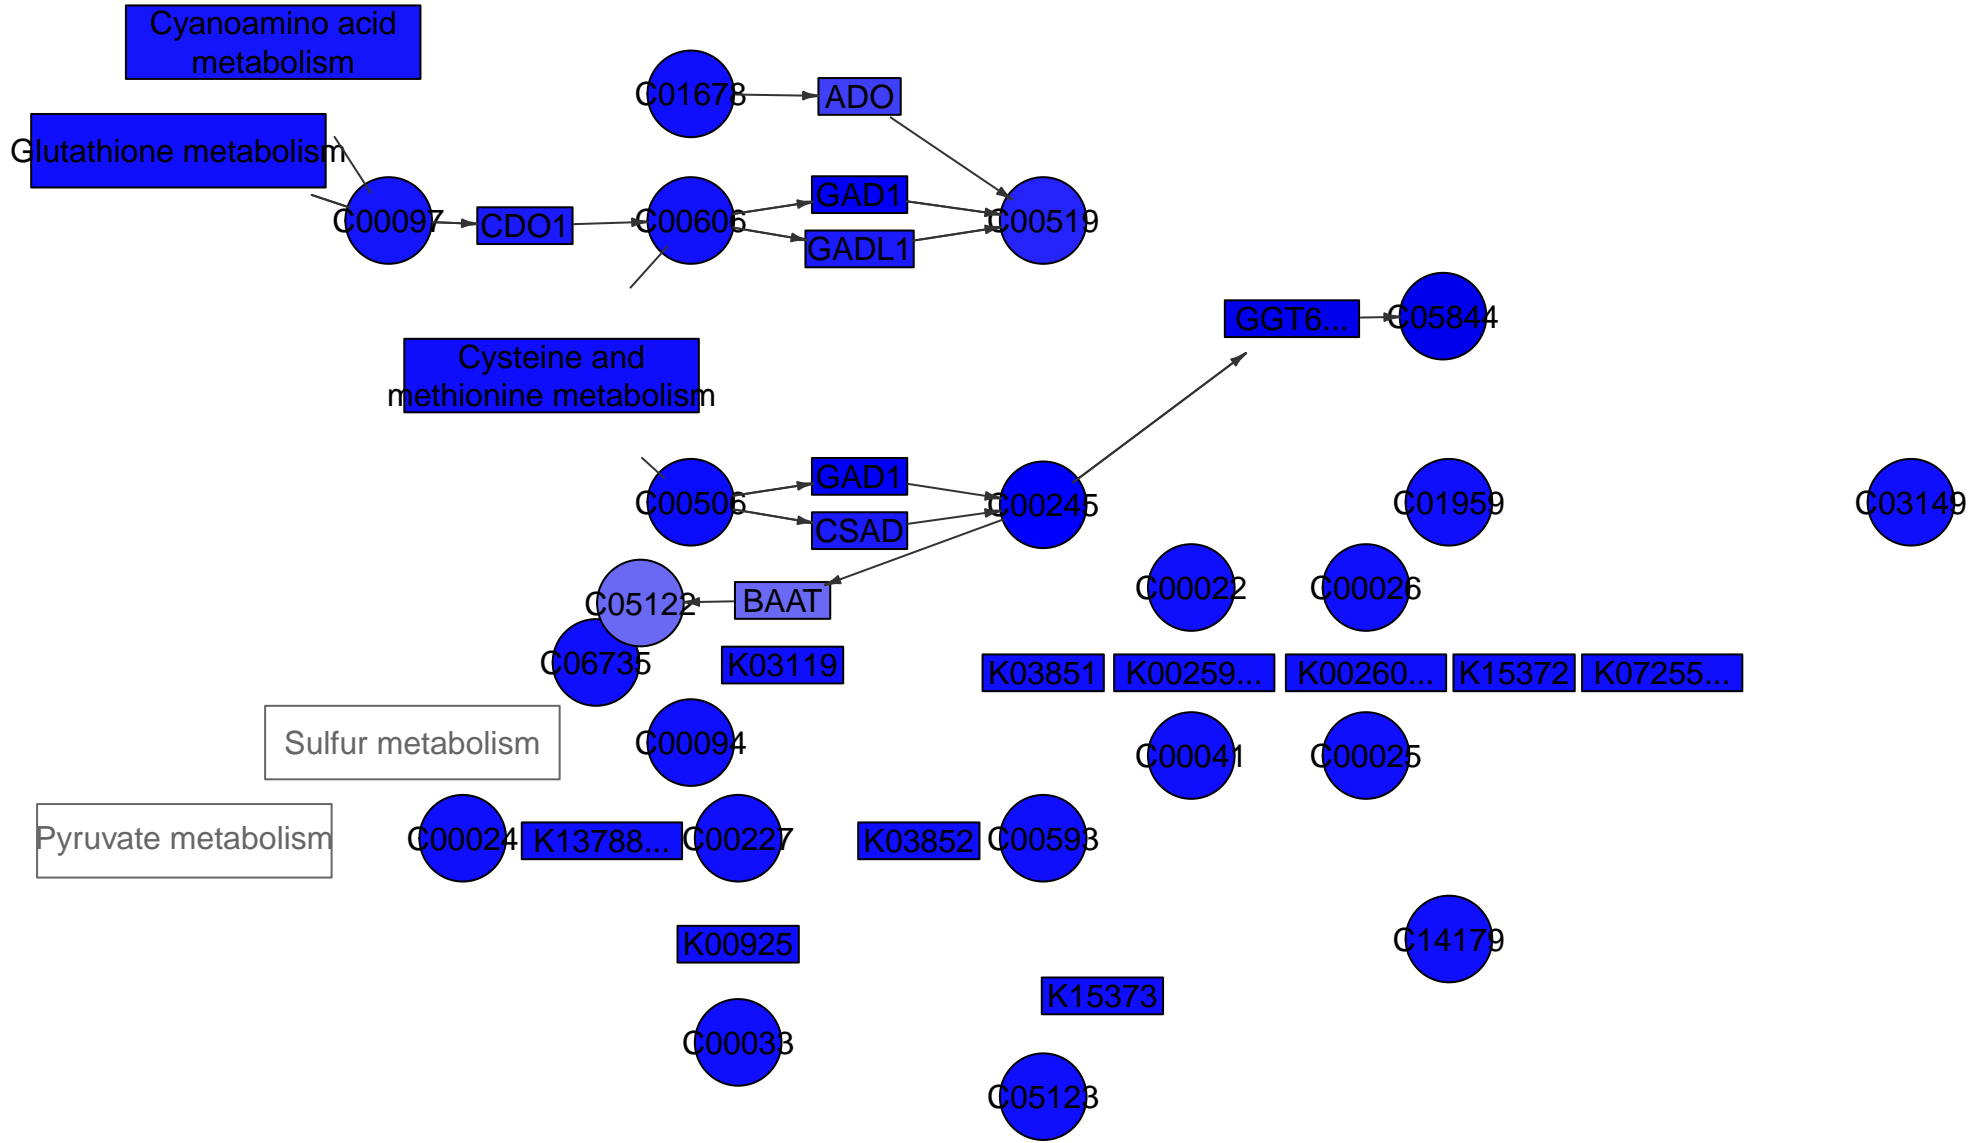 Cyanoamino acid
metabolism
C01678
ADO
Glutathione metabolism
C00097
CDO1
C00606
GAD1
GADL1
C00519
GGT6...
C05844
Cysteine and
methionine metabolism
C00506
GAD1
CSAD
C00245
C01959
C03149
C05122
BAAT
C00022
C00026
C06735
K03119
K03851
K00259...
K00260...
K15372
K07255...
Sulfur metabolism
C00094
C00041
C00025
Pyruvate metabolism
C00024
K13788...
C00227
K03852
C00593
K00925
C14179
K15373
C00033
C05123